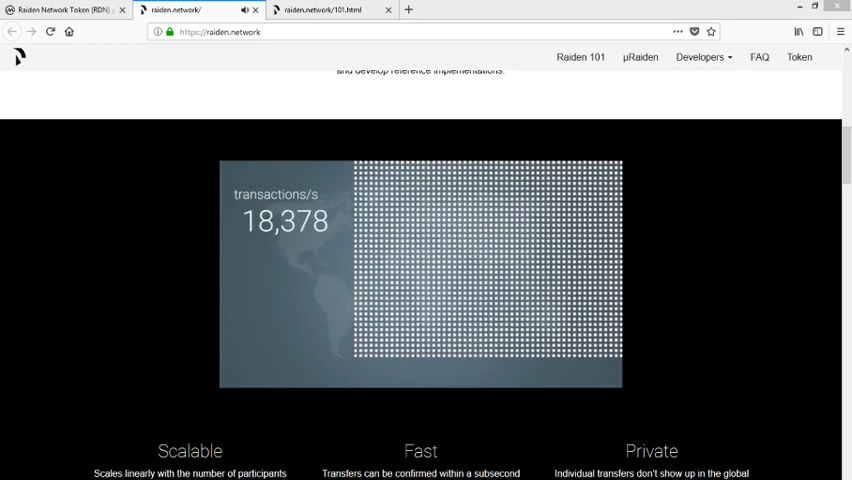 Raiden Network Token (RDN) p
raiden.network/
raiden.network/101.html
https://raiden.network
Raiden 101
µRaiden
Developers
FAQ
Token
and develop reference implementations.
transactions/s
18,378
Scalable
Fast
Private
Scales linearly with the number of participants
Transfers can be confirmed within a subsecond
Individual transfers don't show up in the global